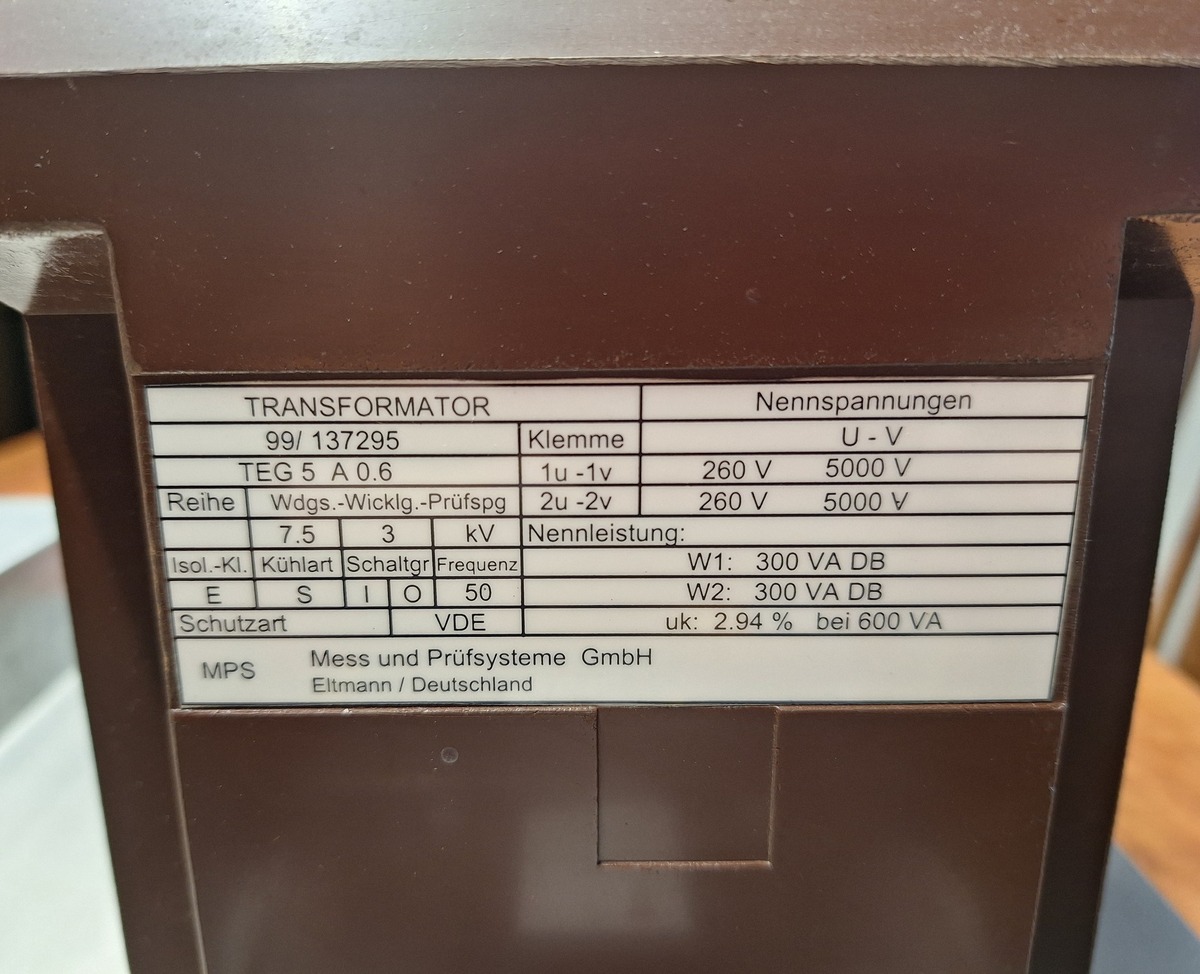 TRANSFORMATOR Nennspannungen
99/ 137295 Klemme U - V
TEG 5 A 0.6 1u -1v 260 V 5000 V
Reihe Wdgs.-Wicklg.-Prüfspg 2u -2v 260 V 5000 V
7.5 3 kV Nennleistung:
Isol.-Kl. Kühlart Schaltgr Frequenz W1: 300 VA DB
E S I O 50 W2: 300 VA DB
Schutzart VDE uk: 2.94 % bei 600 VA
MPS Mess und Prüfsysteme GmbH
Eltmann / Deutschland